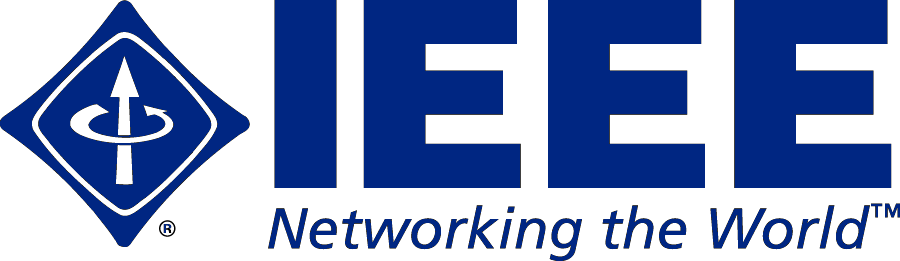 IEEE
®
Networking the World™